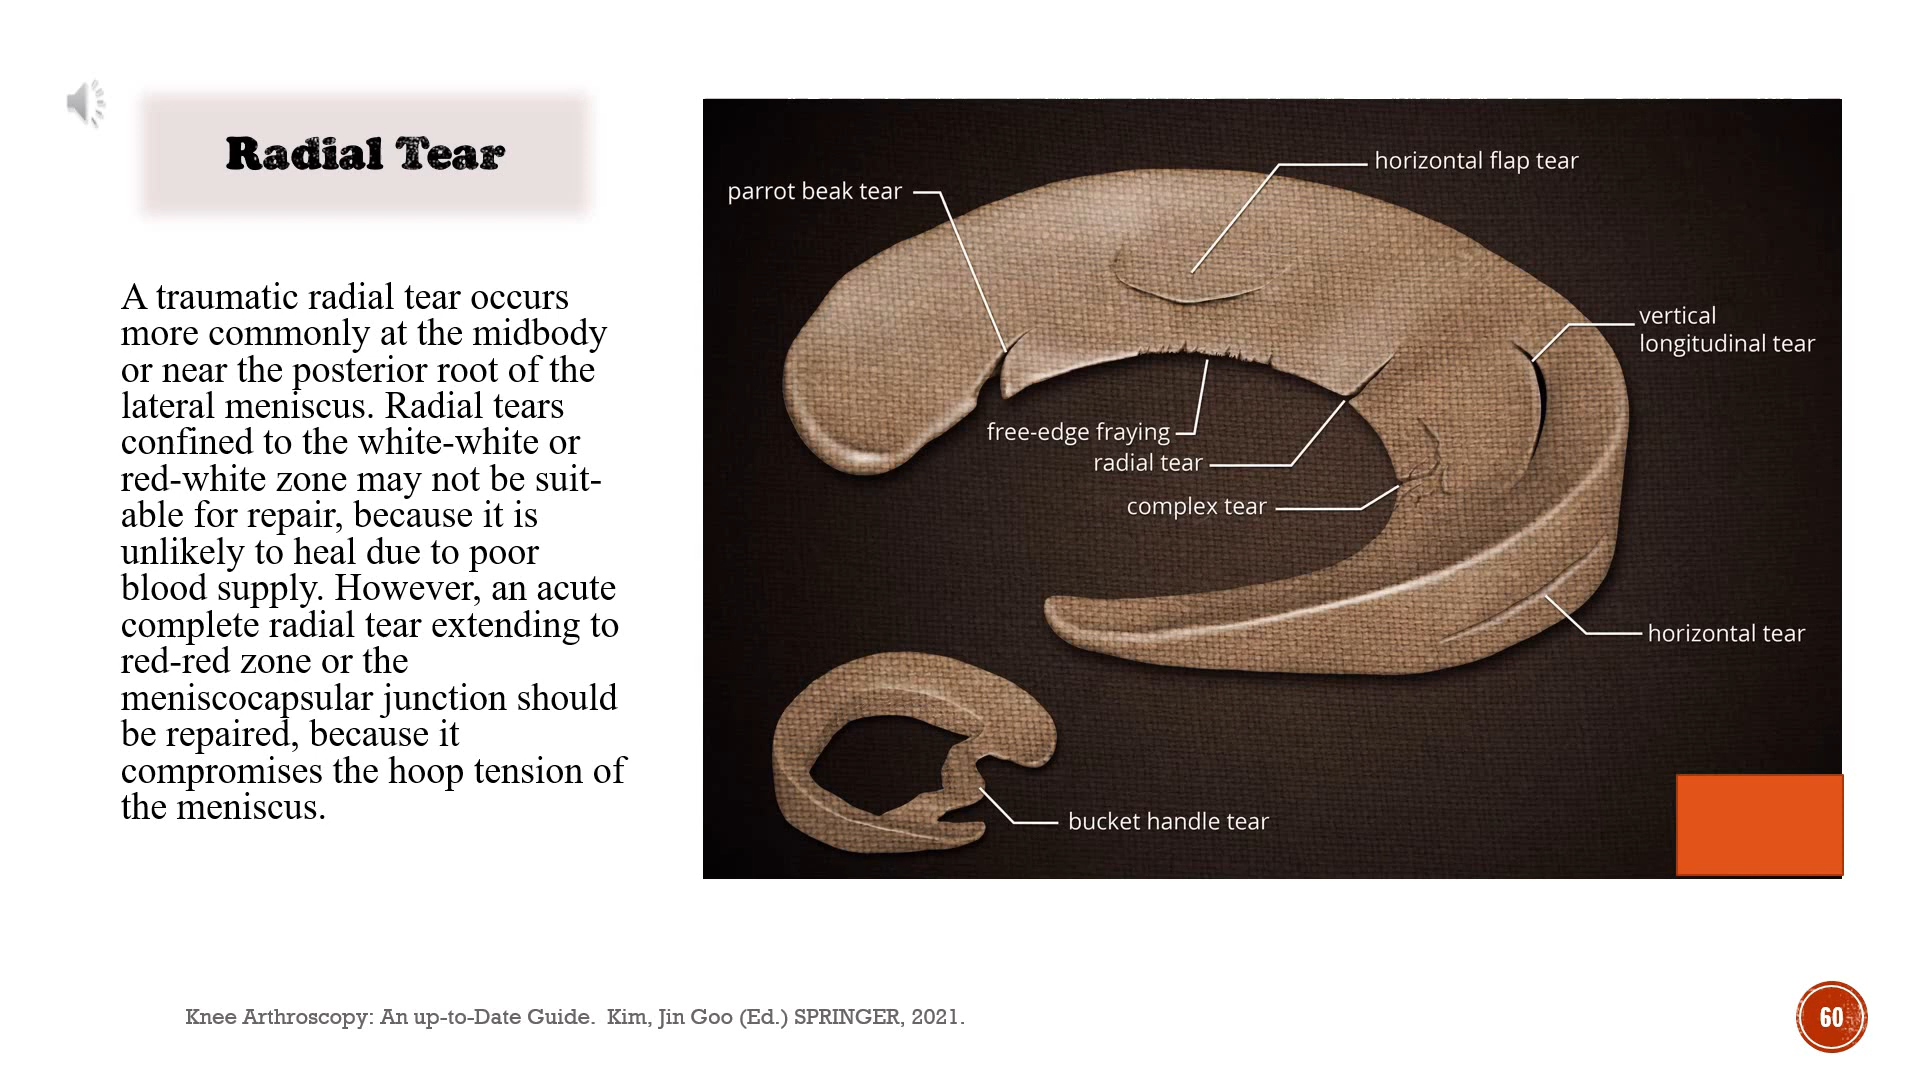 Radial Tear
A traumatic radial tear occurs
more commonly at the midbody
or near the posterior root of the
lateral meniscus. Radial tears
confined to the white-white or
red-white zone may not be suit-
able for repair, because it is
unlikely to heal due to poor
blood supply. However, an acute
complete radial tear extending to
red-red zone or the
meniscocapsular junction should
be repaired, because it
compromises the hoop tension of
the meniscus.
horizontal flap tear
parrot beak tear
vertical
longitudinal tear
free-edge fraying
radial tear
complex tear
horizontal tear
bucket handle tear
Knee Arthroscopy: An up-to-Date Guide. Kim, Jin Goo (Ed.) SPRINGER, 2021.
60